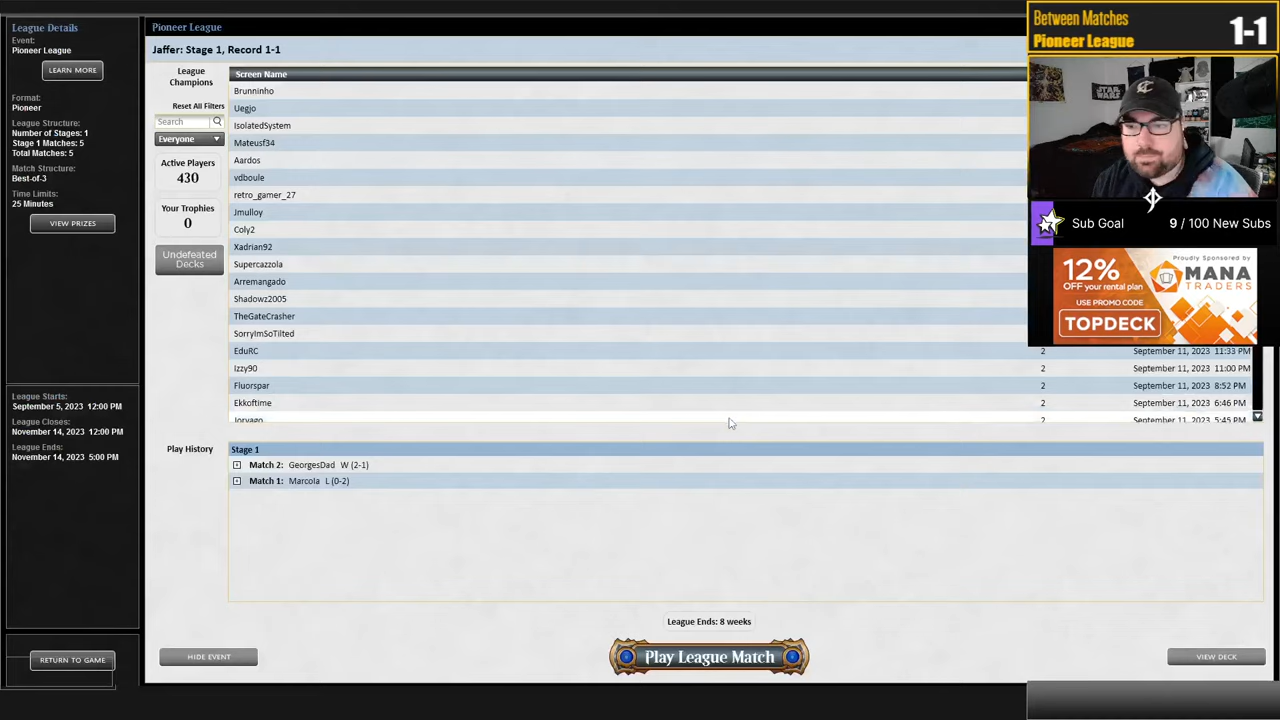 League Details
Event:
Pioneer League
LEARN MORE
Format:
Pioneer
League Structure:
Number of Stages: 1
Stage 1 Matches: 5
Total Matches: 5
Match Structure:
Best-of-3
Time Limits:
25 Minutes
VIEW PRIZES
League Starts:
September 5, 2023 12:00 PM
League Closes:
November 14, 2023 12:00 PM
League Ends:
November 14, 2023 5:00 PM
RETURN TO GAME
Pioneer League
Jaffer: Stage 1, Record 1-1
League Champions
Reset All Filters
Search
Everyone
Active Players
430
Your Trophies
0
Undefeated Decks
Screen Name
Brunninho
Uegjo
IsolatedSystem
Mateusf34
Aardos
vdboule
retro_gamer_27
Jmulloy
Coly2
Xadrian92
Supercazzola
Arremangado
Shadowz2005
TheGateCrasher
SorryImSoTilted
EduRC 2 September 11, 2023 11:33 PM
Izzy90 2 September 11, 2023 11:00 PM
Fluorspar 2 September 11, 2023 8:52 PM
Ekkoftime 2 September 11, 2023 6:46 PM
2 September 11, 2023 5:45 PM
Play History
Stage 1
Match 2: GeorgesDad W (2-1)
Match 1: Marcola L (0-2)
League Ends: 8 weeks
HIDE EVENT
Play League Match
VIEW DECK
Between Matches
Pioneer League
1-1
STAR WARS
Sub Goal 9 / 100 New Subs
12%
OFF your rental plan
USE PROMO CODE
TOPDECK
Proudly Sponsored by
MANA
TRADERS